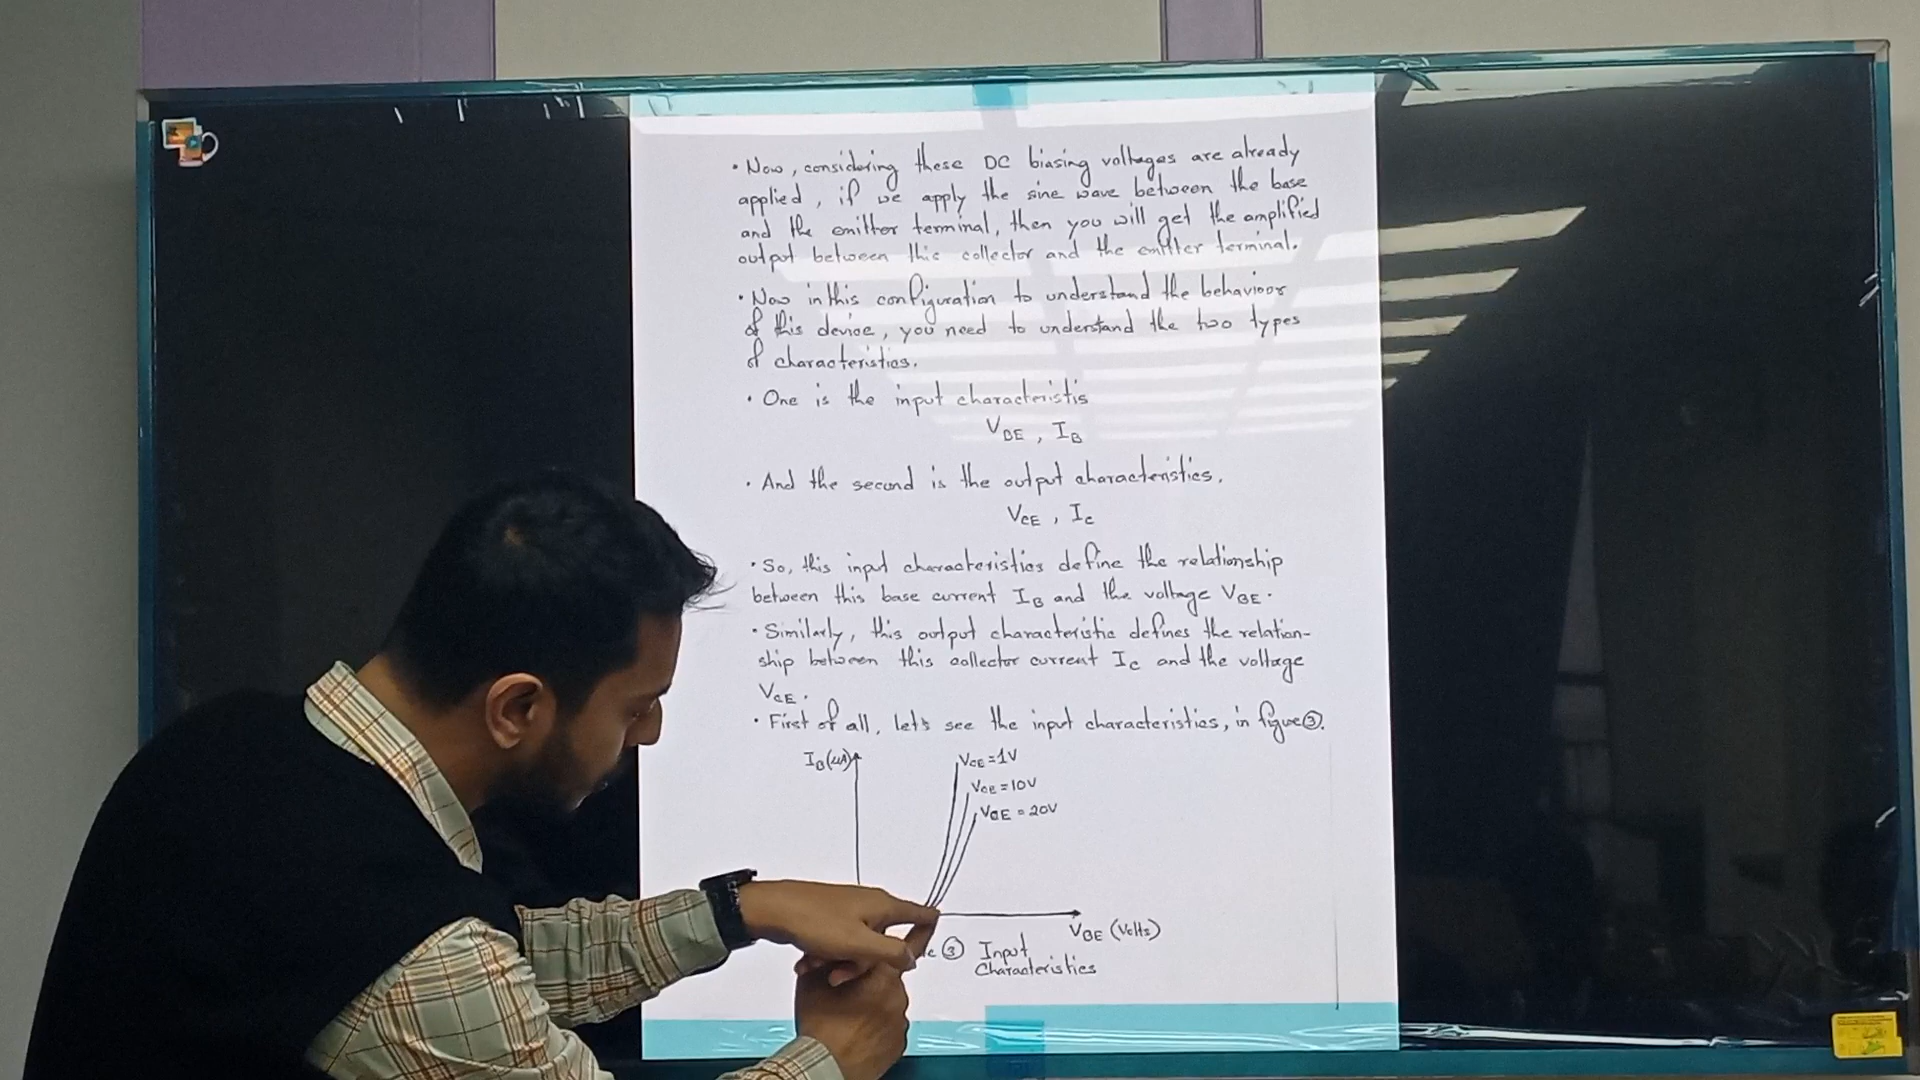 • Now, considering these DC biasing voltages are already
applied, if we apply the sine wave between the base
and the emitter terminal, then you will get the amplified
output between this collector and the emitter terminal.
• Now in this configuration to understand the behaviour
of this device, you need to understand the two types
of characteristics.
• One is the input characteristis
VBE, IB
• And the second is the output characteristics.
VCE, IC
• So, this input characteristics define the relationship
between this base current IB and the voltage VBE.
• Similarly, this output characteristic defines the relation-
ship between this collector current IC and the voltage
VCE.
• First of all, let's see the input characteristics, in figure ③.
IB(μA)
VCE = 1V
VCE = 10V
VCE = 20V
VBE (Volts)
③ Input
Characteristics